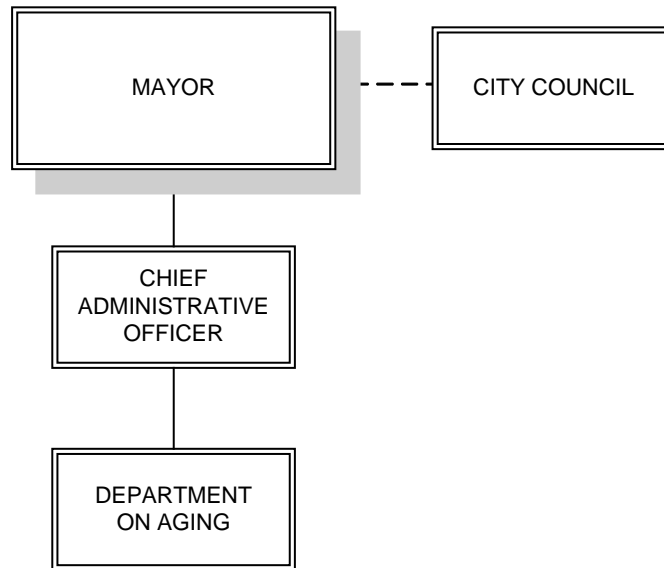 MAYOR
CITY COUNCIL
CHIEF
ADMINISTRATIVE
OFFICER
DEPARTMENT
ON AGING